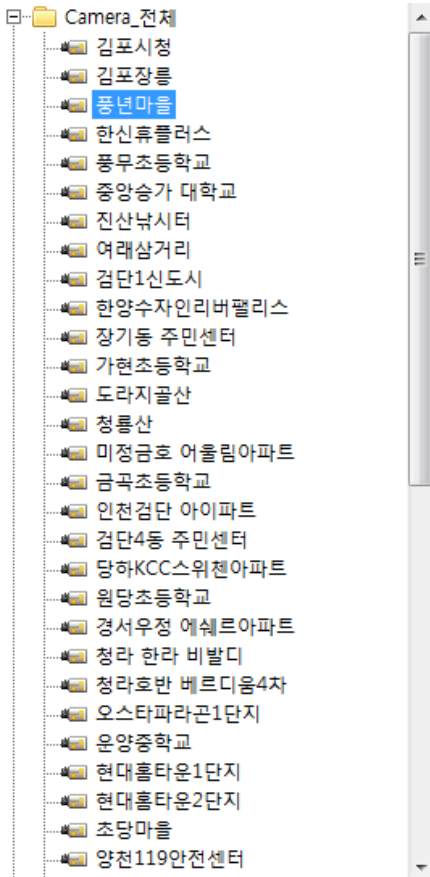 Camera_전체
김포시청
김포장릉
풍년마을
한신휴플러스
풍무초등학교
중앙승가 대학교
진산낚시터
여래삼거리
검단1신도시
한양수자인리버팰리스
장기동 주민센터
가현초등학교
도라지골산
청룡산
미정금호 어울림아파트
금곡초등학교
인천검단 아이파트
검단4동 주민센터
당하KCC스위첸아파트
원당초등학교
경서우정 에쉐르아파트
청라 한라 비발디
청라호반 베르디움4차
오스타파라곤1단지
운양중학교
현대홈타운1단지
현대홈타운2단지
초당마을
양천119안전센터